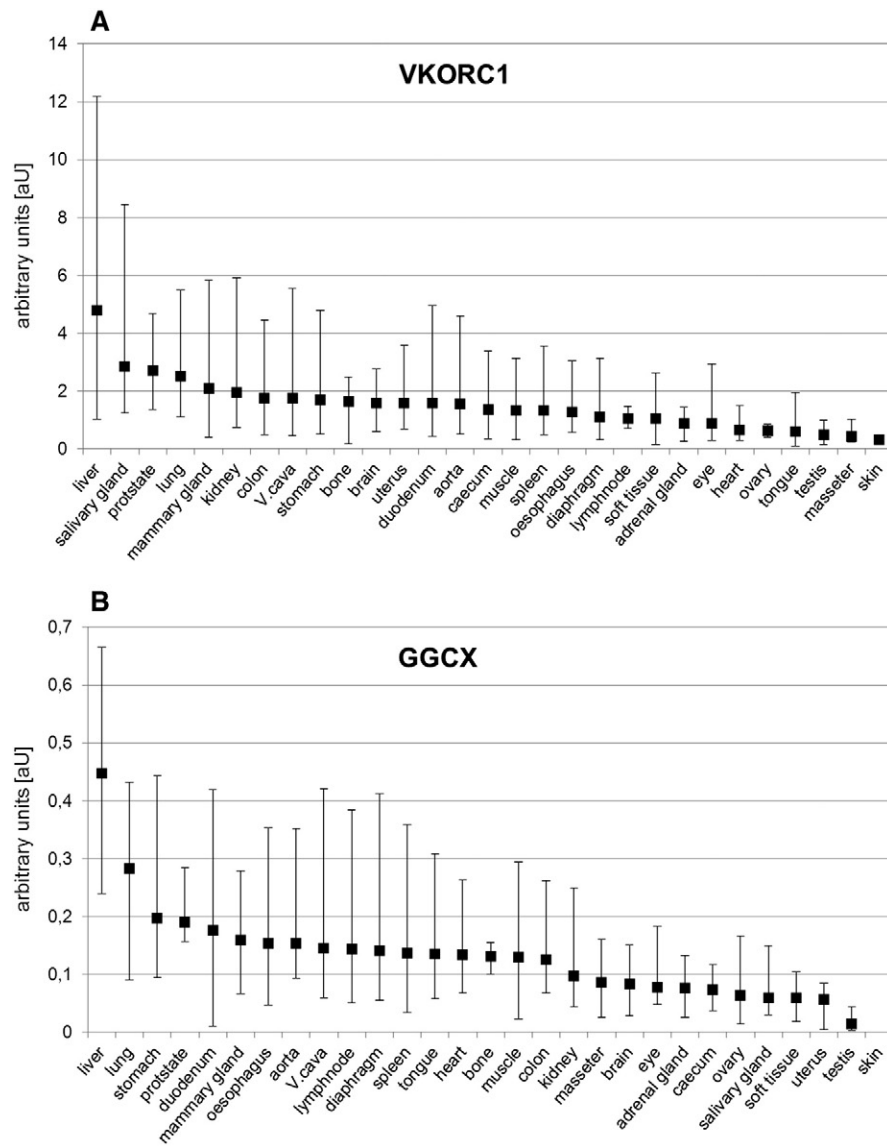 A
VKORC1
arbitrary units [aU]
14
12
10
8
6
4
2
0
liver
salivary gland
protstate
lung
mammary gland
kidney
colon
V.cava
stomach
bone
brain
uterus
duodenum
aorta
caecum
muscle
spleen
oesophagus
diaphragm
lymphnode
soft tissue
adrenal gland
eye
heart
ovary
tongue
testis
masseter
skin
B
GGCX
arbitrary units [aU]
0,7
0,6
0,5
0,4
0,3
0,2
0,1
0
liver
lung
stomach
protstate
duodenum
mammary gland
oesophagus
aorta
V.cava
lymphnode
diaphragm
spleen
tongue
heart
bone
muscle
colon
kidney
masseter
brain
eye
adrenal gland
caecum
ovary
salivary gland
soft tissue
uterus
testis
skin